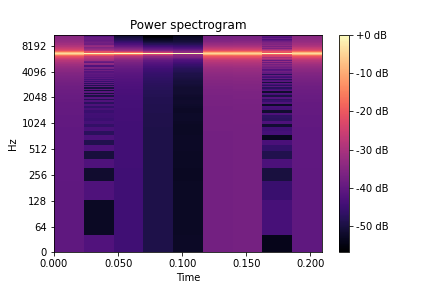 Power spectrogram
Hz
8192
4096
2048
1024
512
256
128
64
0
0.000 0.050 0.100 0.150 0.200
Time
+0 dB
-10 dB
-20 dB
-30 dB
-40 dB
-50 dB